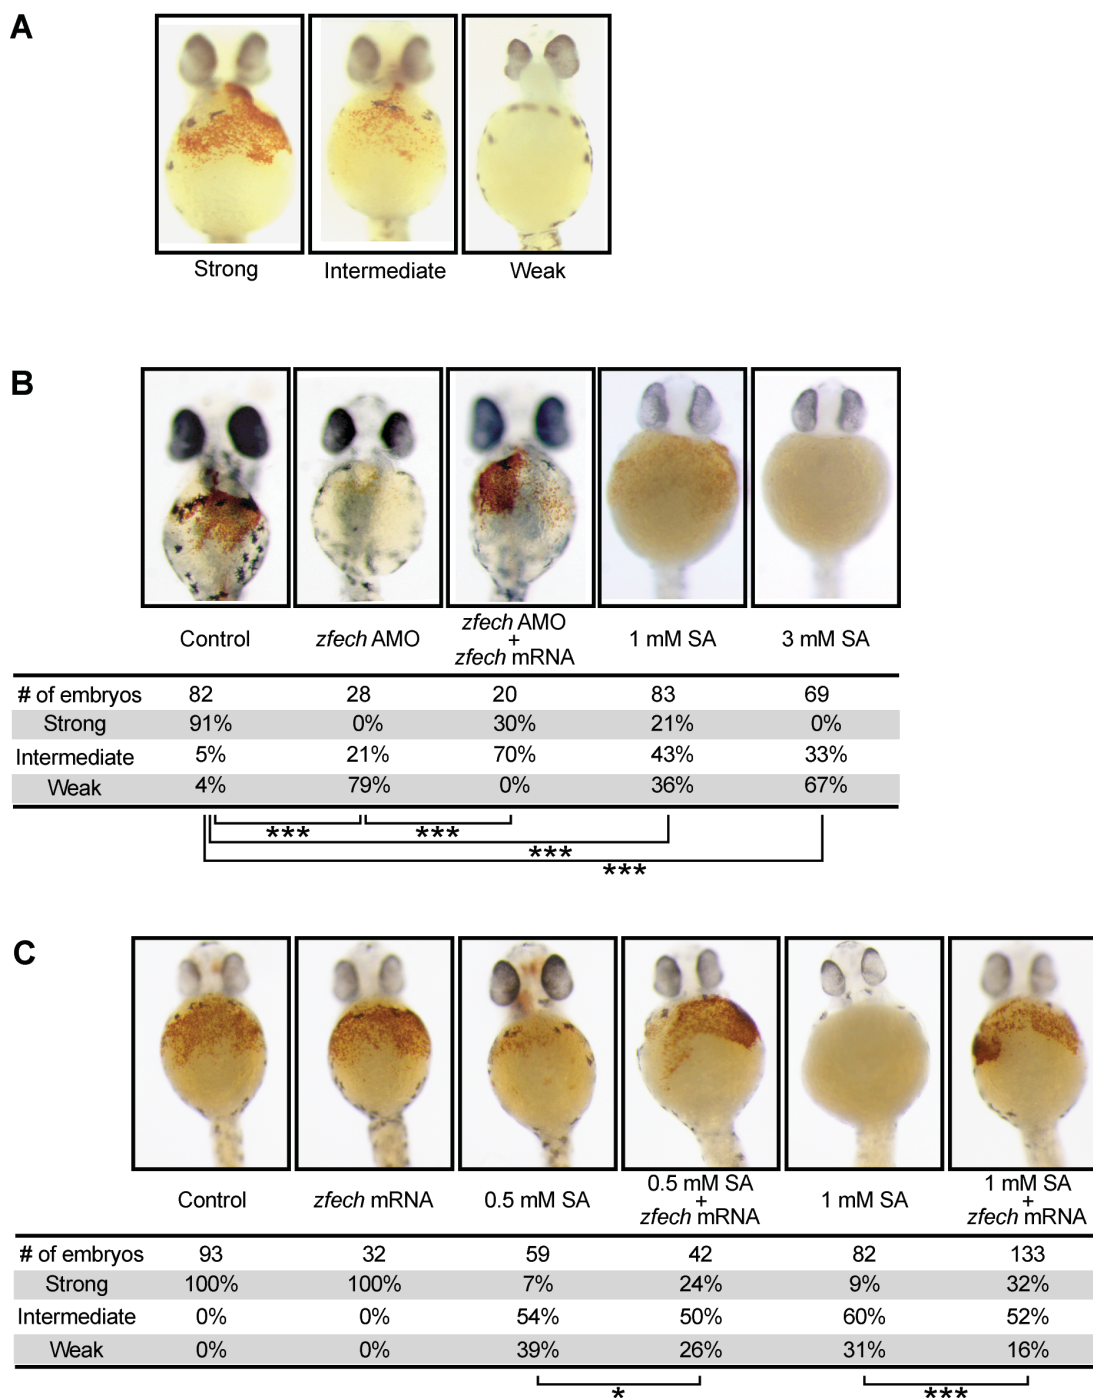 A
Strong Intermediate Weak
B
Control zfech AMO zfech AMO + zfech mRNA 1 mM SA 3 mM SA
# of embryos 82 28 20 83 69
Strong 91% 0% 30% 21% 0%
Intermediate 5% 21% 70% 43% 33%
Weak 4% 79% 0% 36% 67%
*** ***
***
***
C
Control zfech mRNA 0.5 mM SA 0.5 mM SA + zfech mRNA 1 mM SA 1 mM SA + zfech mRNA
# of embryos 93 32 59 42 82 133
Strong 100% 100% 7% 24% 9% 32%
Intermediate 0% 0% 54% 50% 60% 52%
Weak 0% 0% 39% 26% 31% 16%
* ***